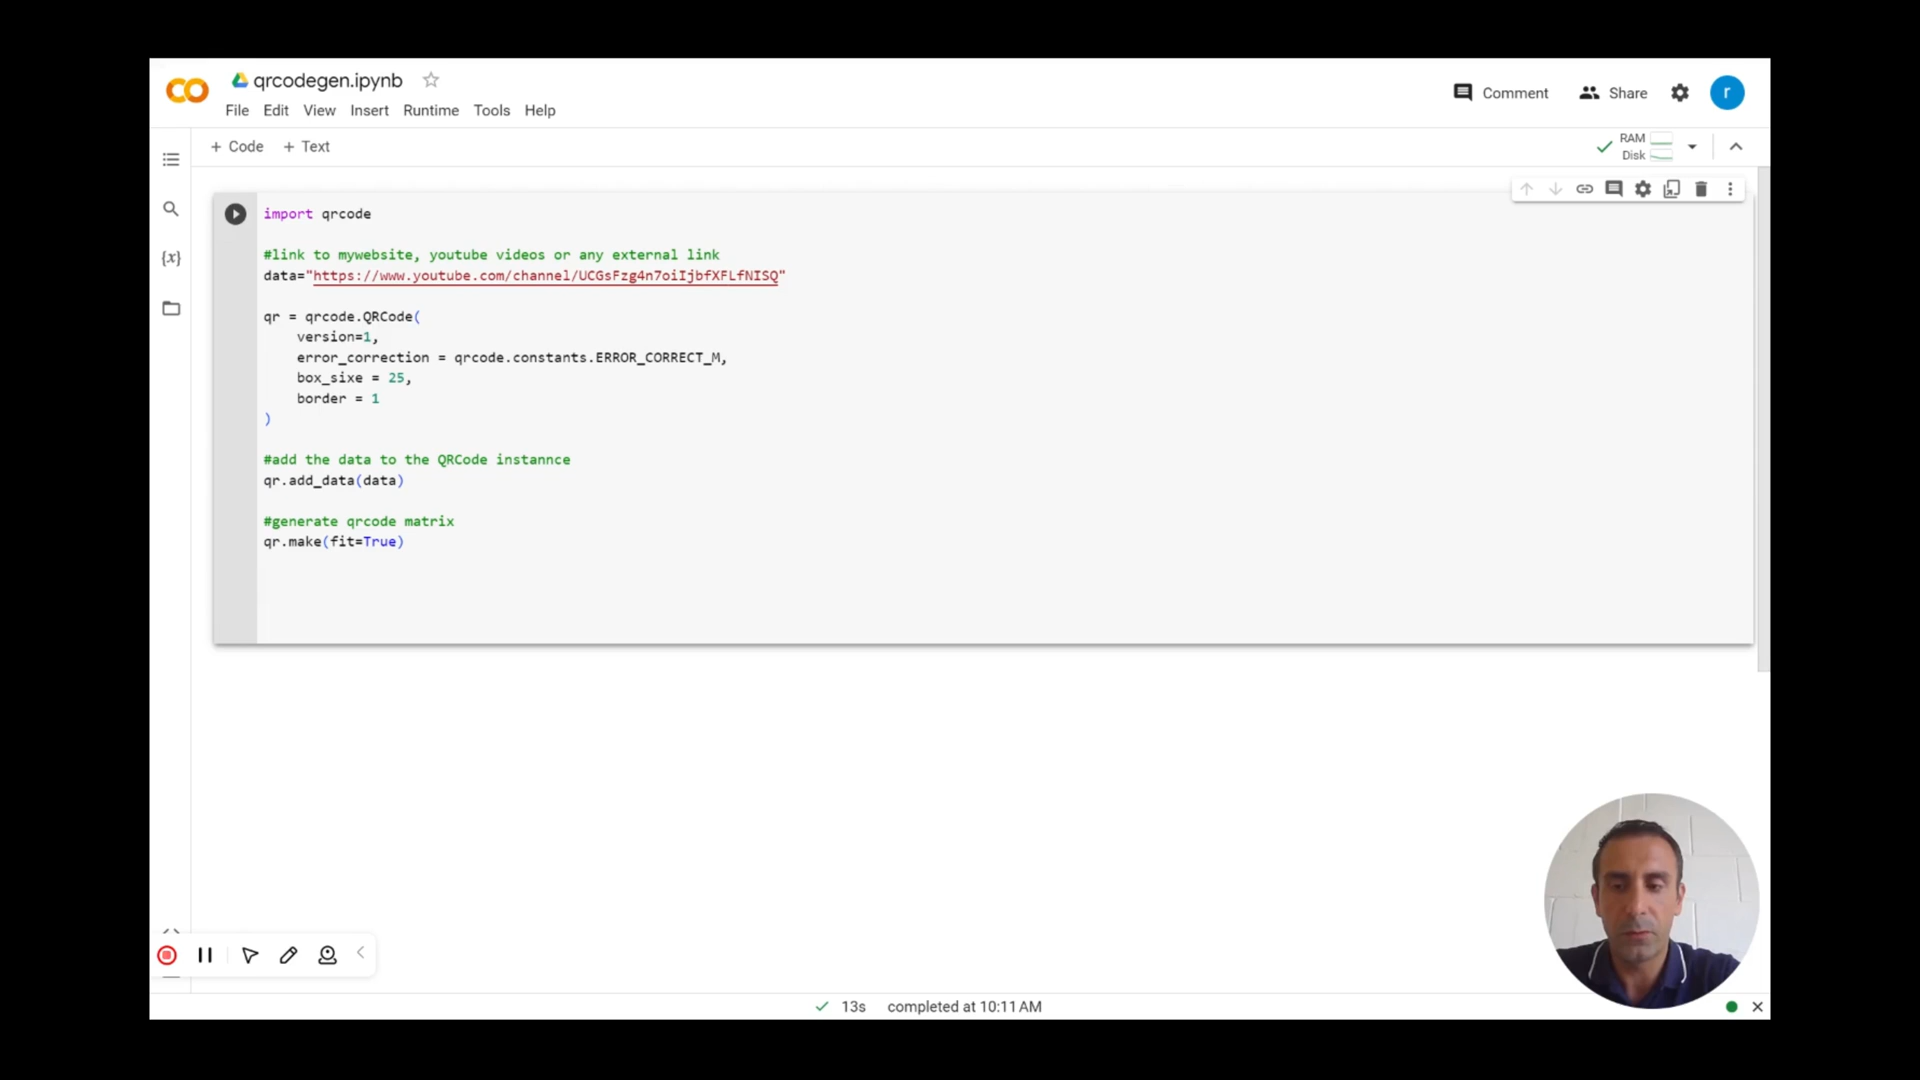 qrcodegen.ipynb
File Edit View Insert Runtime Tools Help
Comment Share r
+ Code + Text
RAM
Disk
{x}
import qrcode
#link to mywebsite, youtube videos or any external link
data="https://www.youtube.com/channel/UCGsFzg4n7oiIjbfXFLfNISQ"
qr = qrcode.QRCode(
version=1,
error_correction = qrcode.constants.ERROR_CORRECT_M,
box_sixe = 25,
border = 1
)
#add the data to the QRCode instannce
qr.add_data(data)
#generate qrcode matrix
qr.make(fit=True)
13s completed at 10:11 AM